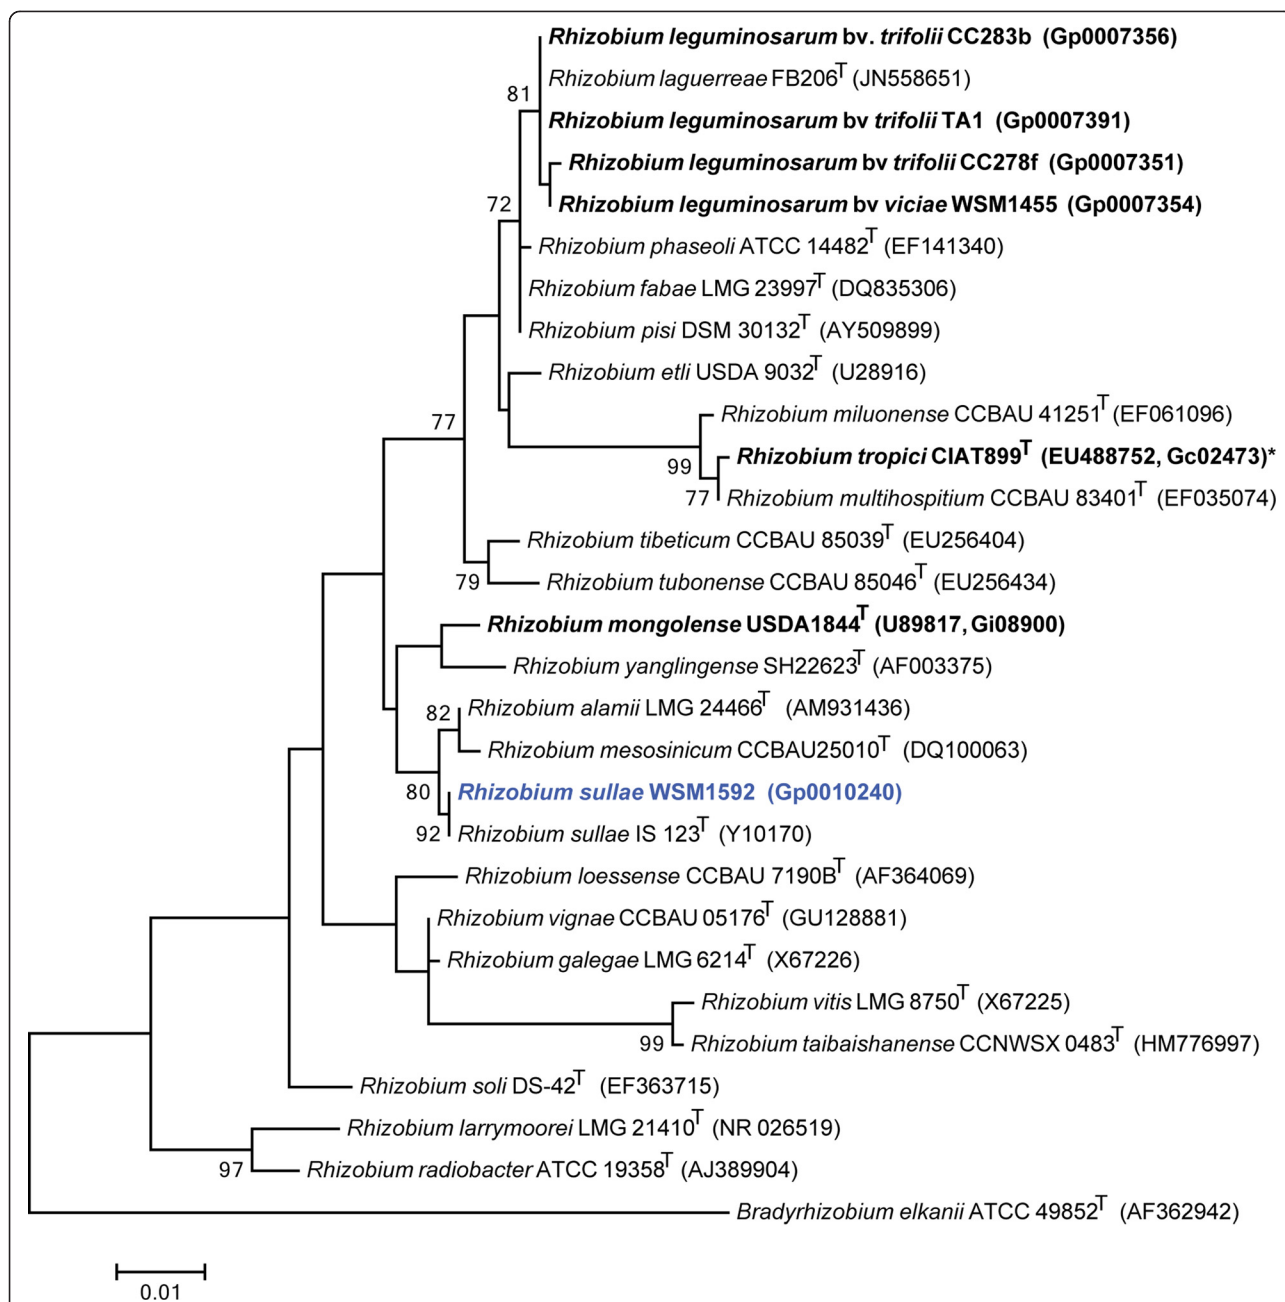 Rhizobium leguminosarum bv. trifolii CC283b (Gp0007356)
Rhizobium laguerreae FB206T (JN558651)
81
Rhizobium leguminosarum bv trifolii TA1 (Gp0007391)
Rhizobium leguminosarum bv trifolii CC278f (Gp0007351)
72
Rhizobium leguminosarum bv viciae WSM1455 (Gp0007354)
Rhizobium phaseoli ATCC 14482T (EF141340)
Rhizobium fabae LMG 23997T (DQ835306)
Rhizobium pisi DSM 30132T (AY509899)
Rhizobium etli USDA 9032T (U28916)
77
Rhizobium miluonense CCBAU 41251T (EF061096)
Rhizobium tropici CIAT899T (EU488752, Gc02473)*
99
77
Rhizobium multihospitium CCBAU 83401T (EF035074)
Rhizobium tibeticum CCBAU 85039T (EU256404)
79
Rhizobium tubonense CCBAU 85046T (EU256434)
Rhizobium mongolense USDA1844T (U89817, Gi08900)
Rhizobium yanglingense SH22623T (AF003375)
82
Rhizobium alamii LMG 24466T (AM931436)
Rhizobium mesosinicum CCBAU25010T (DQ100063)
80
Rhizobium sullae WSM1592 (Gp0010240)
92
Rhizobium sullae IS 123T (Y10170)
Rhizobium loessense CCBAU 7190BT (AF364069)
Rhizobium vignae CCBAU 05176T (GU128881)
Rhizobium galegae LMG 6214T (X67226)
Rhizobium vitis LMG 8750T (X67225)
99
Rhizobium taibaishanense CCNWSX 0483T (HM776997)
Rhizobium soli DS-42T (EF363715)
Rhizobium larrymoorei LMG 21410T (NR 026519)
97
Rhizobium radiobacter ATCC 19358T (AJ389904)
Bradyrhizobium elkanii ATCC 49852T (AF362942)
0.01